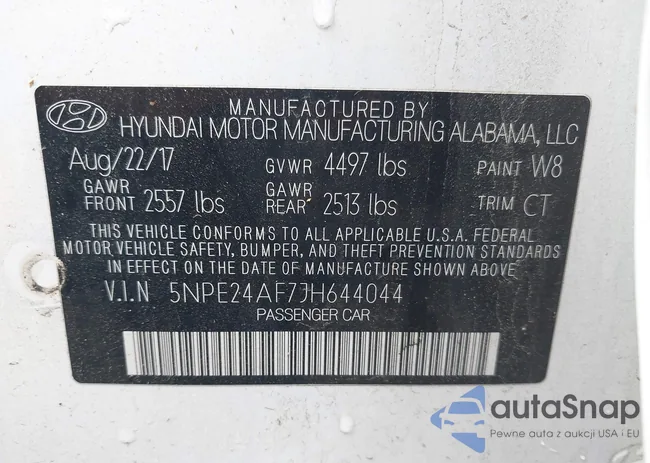 MANUFACTURED BY
HYUNDAI MOTOR MANUFACTURING ALABAMA, LLC
Aug/22/17 GVWR 4497 lbs PAINT W8
GAWR FRONT 2557 lbs GAWR REAR 2513 lbs TRIM CT
THIS VEHICLE CONFORMS TO ALL APPLICABLE U.S.A. FEDERAL
MOTOR VEHICLE SAFETY, BUMPER, AND THEFT PREVENTION STANDARDS
IN EFFECT ON THE DATE OF MANUFACTURE SHOWN ABOVE
V.I.N 5NPE24AF7JH644044
PASSENGER CAR
autaSnap
Pewne auta z aukcji USA i EU